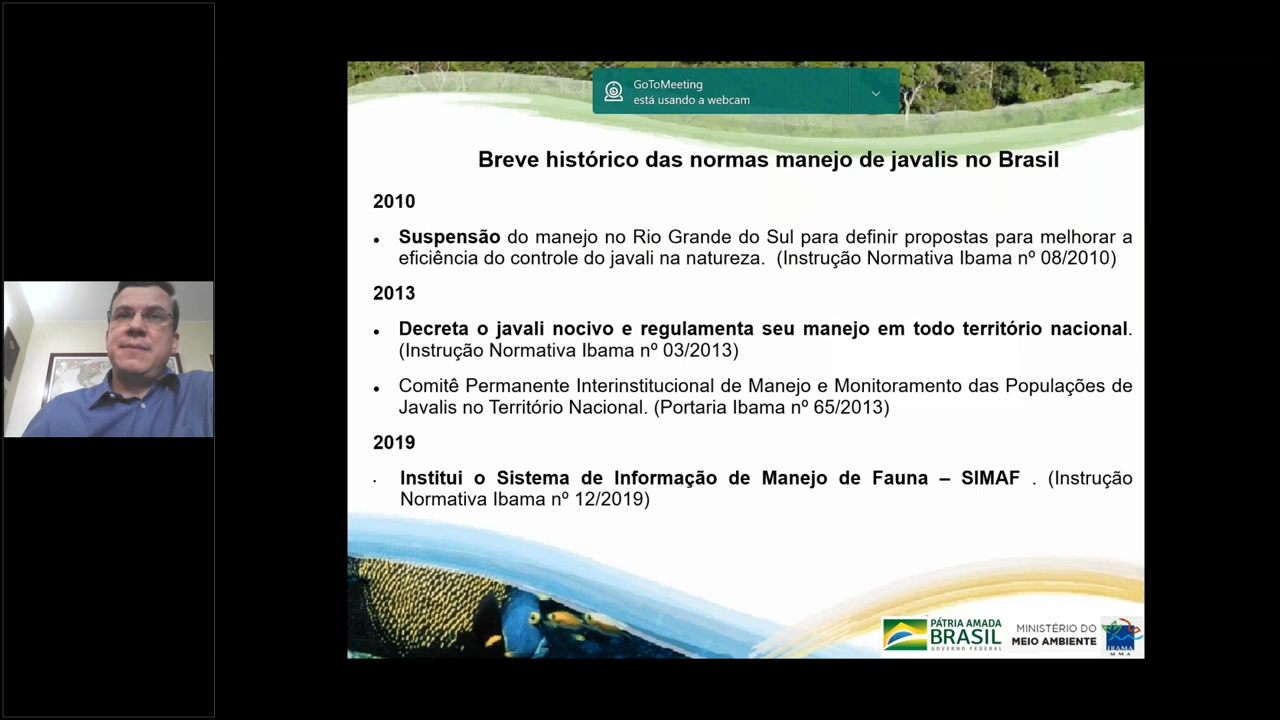 GoToMeeting
está usando a webcam
Breve histórico das normas manejo de javalis no Brasil
2010
• Suspensão do manejo no Rio Grande do Sul para definir propostas para melhorar a
eficiência do controle do javali na natureza. (Instrução Normativa Ibama nº 08/2010)
2013
• Decreta o javali nocivo e regulamenta seu manejo em todo território nacional.
(Instrução Normativa Ibama nº 03/2013)
• Comitê Permanente Interinstitucional de Manejo e Monitoramento das Populações de
Javalis no Território Nacional. (Portaria Ibama nº 65/2013)
2019
· Institui o Sistema de Informação de Manejo de Fauna – SIMAF . (Instrução
Normativa Ibama nº 12/2019)
PÁTRIA AMADA
BRASIL
GOVERNO FEDERAL
MINISTÉRIO DO
MEIO AMBIENTE
IBAMA
M M A